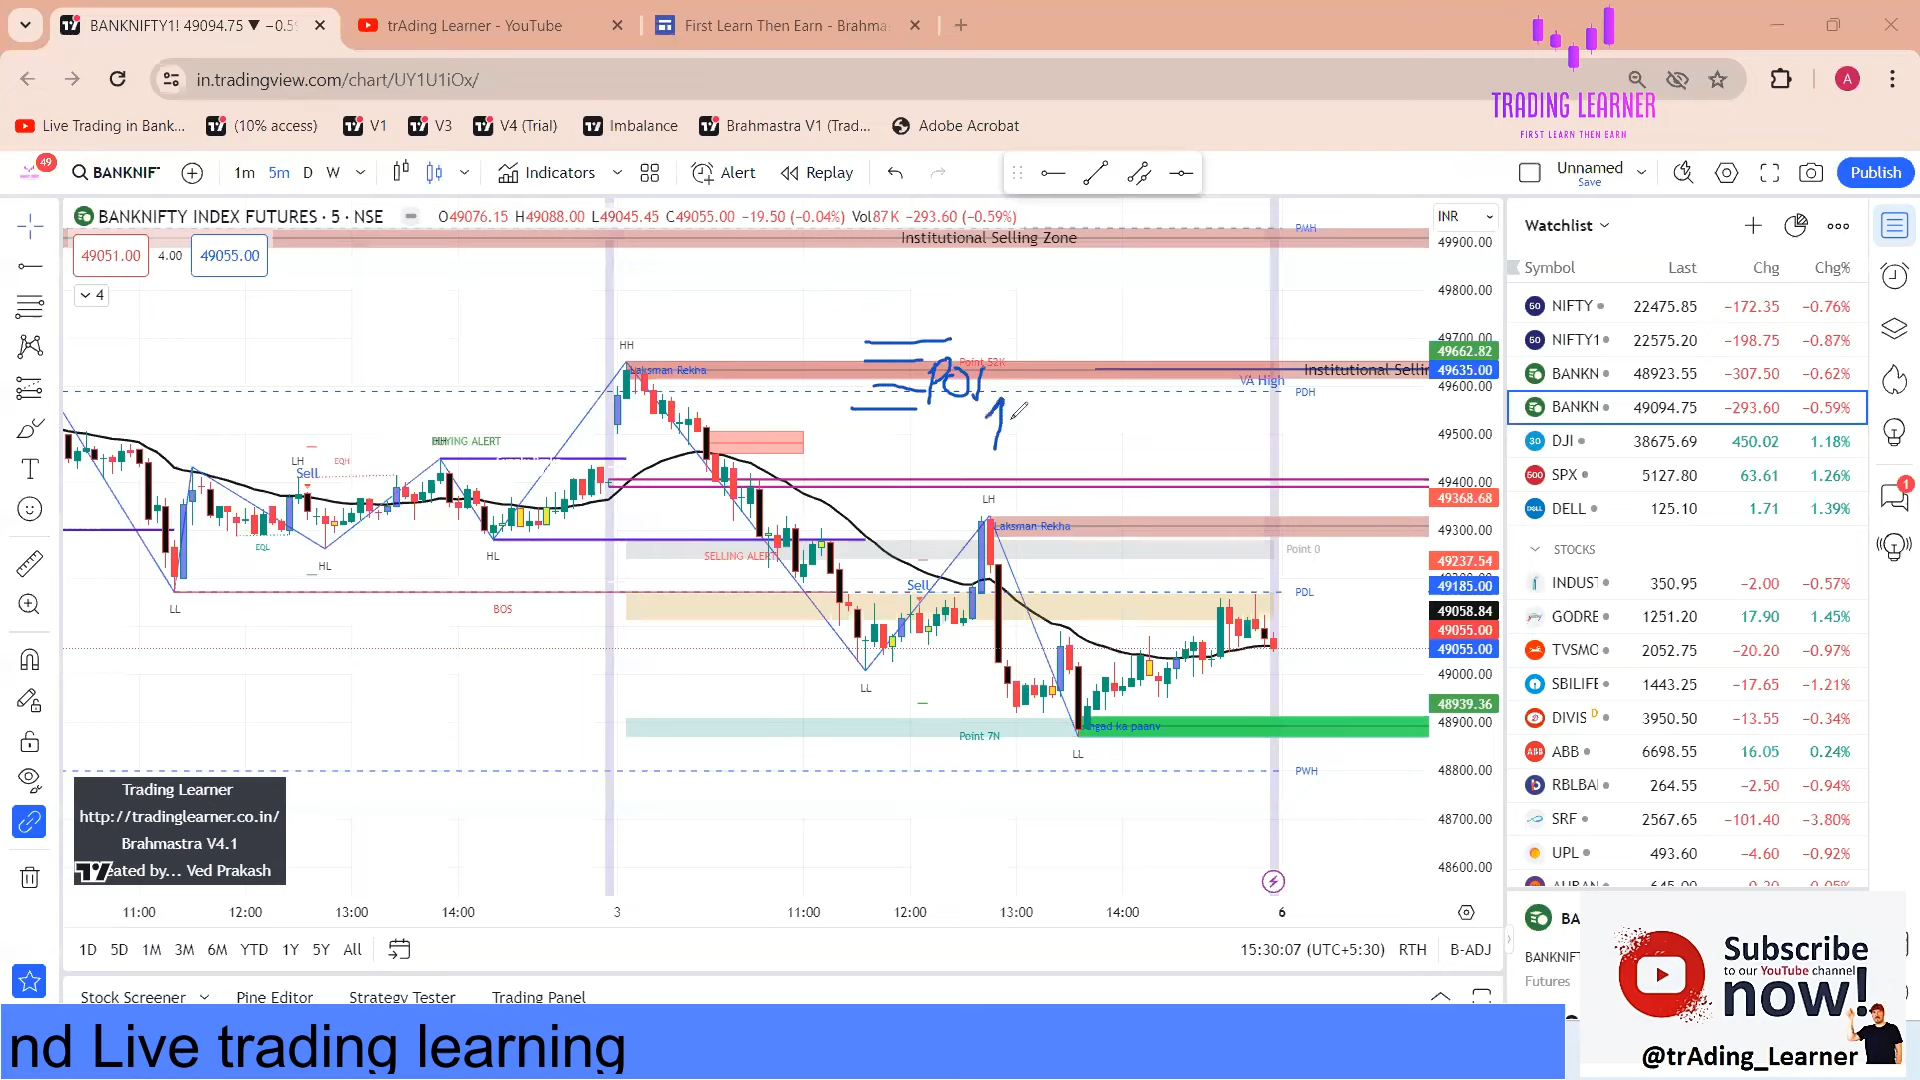 BANKNIFTY1! 49094.75 ▼ −0.5
trAding Learner - YouTube
First Learn Then Earn - Brahma
in.tradingview.com/chart/UY1U1iOx/
A
TRADING LEARNER
FIRST LEARN THEN EARN
Live Trading in Bank...
(10% access)
V1
V3
V4 (Trial)
Imbalance
Brahmastra V1 (Trad...
Adobe Acrobat
49
BANKNIF
1m 5m D W
Indicators
Alert
Replay
Unnamed
Save
Publish
BANKNIFTY INDEX FUTURES · 5 · NSE
O49076.15 H49088.00 L49045.45 C49055.00 −19.50 (−0.04%) Vol87K −293.60 (−0.59%)
49051.00 4.00 49055.00
4
INR
Institutional Selling Zone
PMH
49900.00
49800.00
49700.00
49662.82
49635.00
49600.00
49500.00
49400.00
49368.68
49300.00
49237.54
49185.00
49058.84
49055.00
49055.00
49000.00
48939.36
48900.00
48800.00
48700.00
48600.00
HH
Laksman Rekha
Point 52K
VA High
PDH
LH
Sell
EQH
BUYING ALERT
EQL
HL
HL
LL
BOS
SELLING ALERT
LH
Laksman Rekha
Point 0
Sell
PDL
LL
Point 7N
Angad ka paanv
LL
PWH
Trading Learner
http://tradinglearner.co.in/
Brahmastra V4.1
eated by... Ved Prakash
11:00 12:00 13:00 14:00 3 11:00 12:00 13:00 14:00 6
1D 5D 1M 3M 6M YTD 1Y 5Y All
15:30:07 (UTC+5:30) RTH B-ADJ
Stock Screener
Pine Editor
Strategy Tester
Trading Panel
Watchlist
Symbol Last Chg Chg%
NIFTY 22475.85 −172.35 −0.76%
NIFTY1 22575.20 −198.75 −0.87%
BANKN 48923.55 −307.50 −0.62%
BANKN 49094.75 −293.60 −0.59%
DJI 38675.69 450.02 1.18%
SPX 5127.80 63.61 1.26%
DELL 125.10 1.71 1.39%
STOCKS
INDUST 350.95 −2.00 −0.57%
GODRE 1251.20 17.90 1.45%
TVSMO 2052.75 −20.20 −0.97%
SBILIFE 1443.25 −17.65 −1.21%
DIVIS D 3950.50 −13.55 −0.34%
ABB 6698.55 16.05 0.24%
RBLBA 264.55 −2.50 −0.94%
SRF 2567.65 −101.40 −3.80%
UPL 493.60 −4.60 −0.92%
BANKNIF
Futures
1
nd Live trading learning
Subscribe
to our YouTube channel
now!
@trAding_Learner